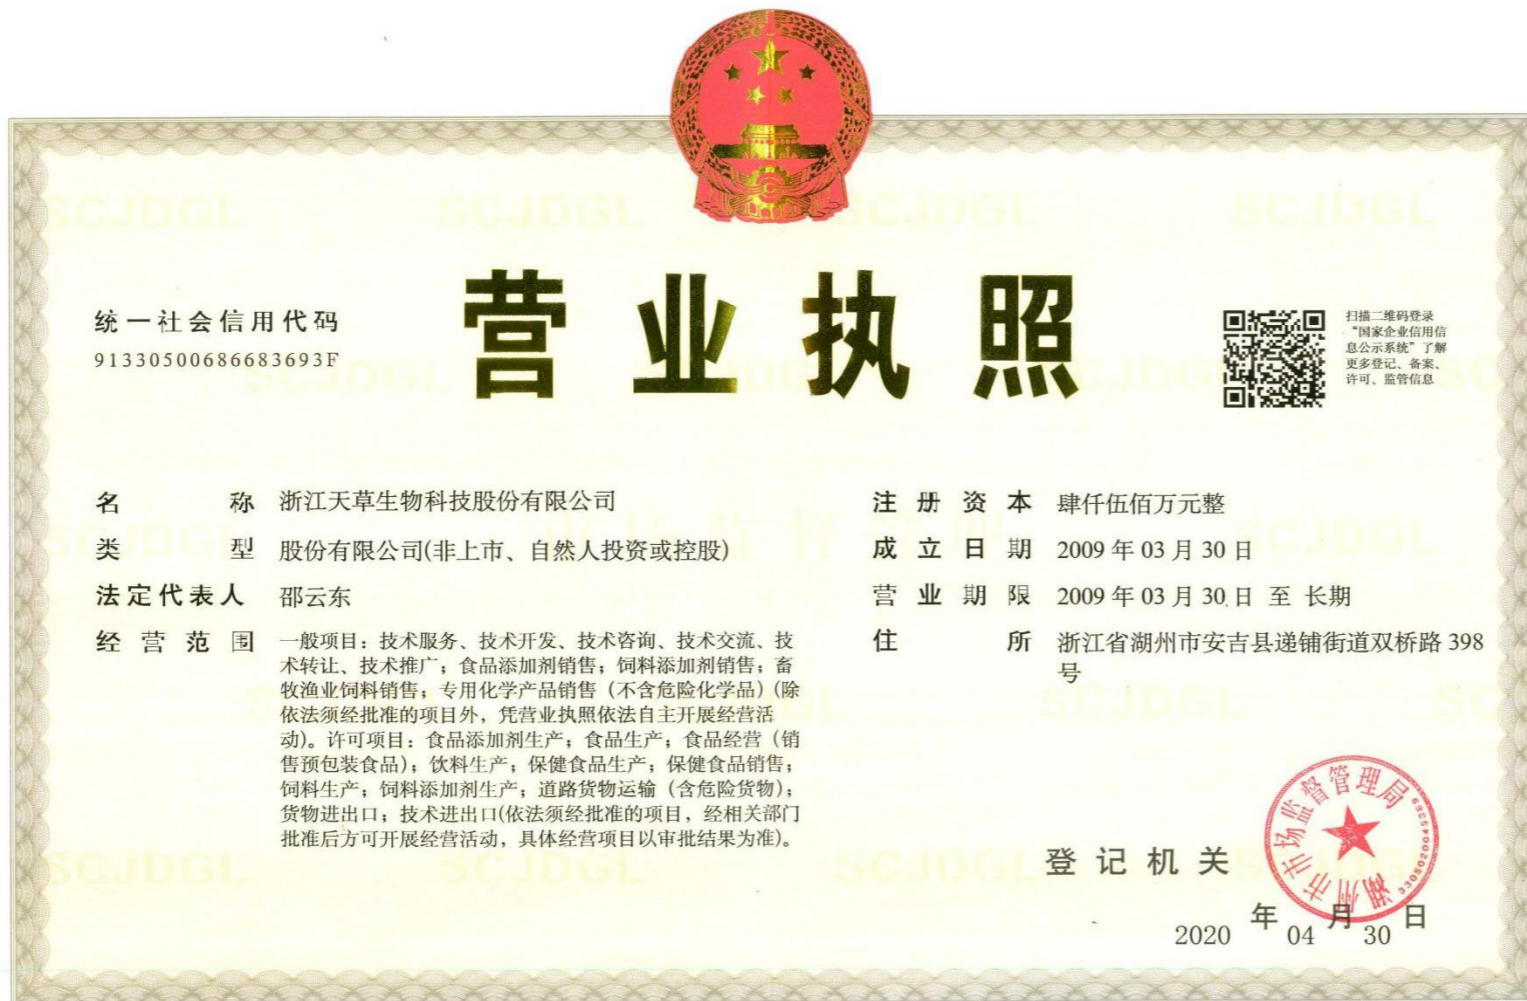 统一社会信用代码
91330500686683693F
营业执照
扫描二维码登录
“国家企业信用信
息公示系统”了解
更多登记、备案、
许可、监管信息
名称 浙江天草生物科技股份有限公司
类型 股份有限公司(非上市、自然人投资或控股)
法定代表人 邵云东
经营范围 一般项目：技术服务、技术开发、技术咨询、技术交流、技
术转让、技术推广；食品添加剂销售；饲料添加剂销售；畜
牧渔业饲料销售；专用化学产品销售（不含危险化学品）(除
依法须经批准的项目外，凭营业执照依法自主开展经营活
动)。许可项目：食品添加剂生产；食品生产；食品经营（销
售预包装食品）；饮料生产；保健食品生产；保健食品销售；
饲料生产；饲料添加剂生产；道路货物运输（含危险货物）；
货物进出口；技术进出口(依法须经批准的项目，经相关部门
批准后方可开展经营活动，具体经营项目以审批结果为准)。
注册资本 肆仟伍佰万元整
成立日期 2009年03月30日
营业期限 2009年03月30日 至 长期
住所 浙江省湖州市安吉县递铺街道双桥路398
号
登记机关
湖州市市场监督管理局
2020年04月30日
SCJDGL